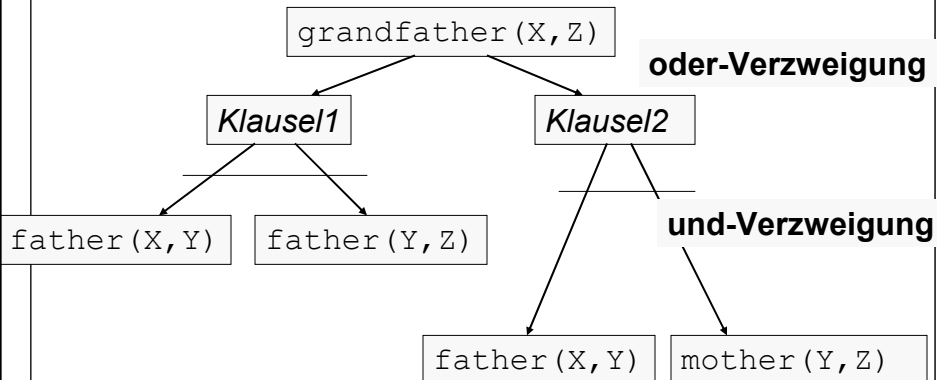 grandfather(X,Z)
oder-Verzweigung
Klausel1
Klausel2
father(X,Y)
father(Y,Z)
und-Verzweigung
father(X,Y)
mother(Y,Z)